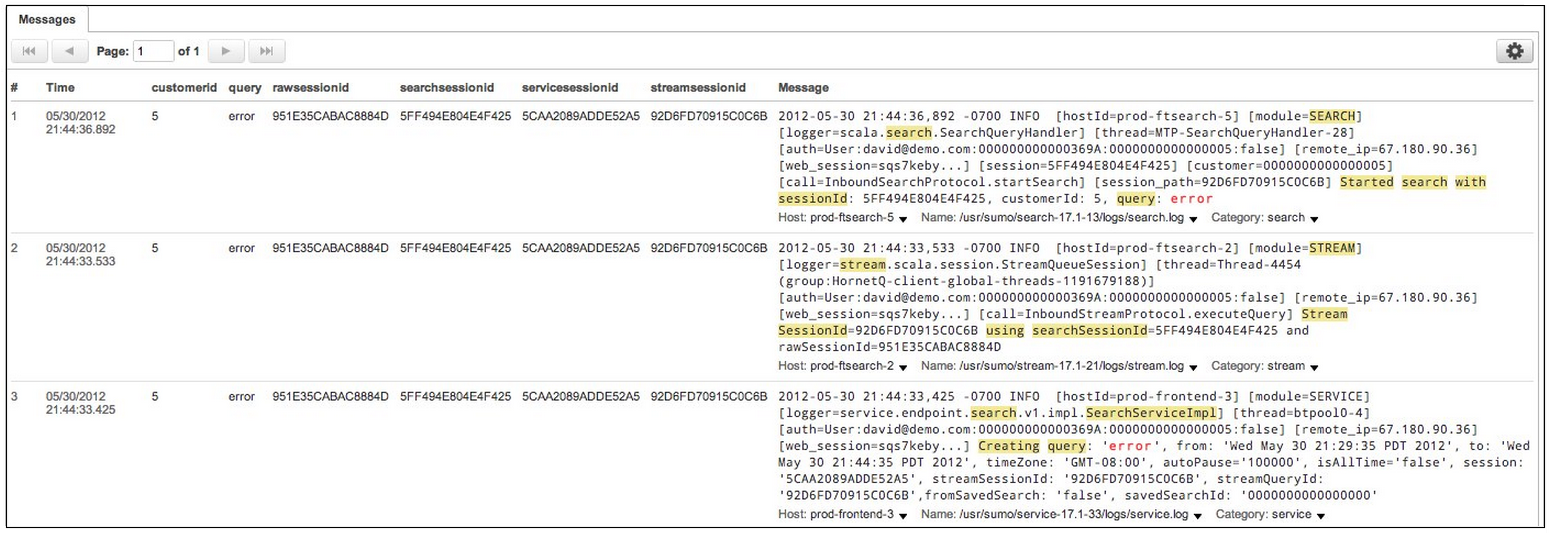 Messages
Page: 1 of 1
# Time customerid query rawsessionid searchsessionid servicesessionid streamsessionid Message
1 05/30/2012 5 error 951E35CABAC8884D 5FF494E804E4F425 5CAA2089ADDE52A5 92D6FD70915C0C6B 2012-05-30 21:44:36,892 -0700 INFO [hostId=prod-ftsearch-5] [module=SEARCH]
21:44:36.892 [logger=scala.search.SearchQueryHandler] [thread=MTP-SearchQueryHandler-28]
[auth=User:david@demo.com:000000000000369A:0000000000000005:false] [remote_ip=67.180.90.36]
[web_session=sqs7keby...] [session=5FF494E804E4F425] [customer=0000000000000005]
[call=InboundSearchProtocol.startSearch] [session_path=92D6FD70915C0C6B] Started search with
sessionId: 5FF494E804E4F425, customerId: 5, query: error
Host: prod-ftsearch-5 Name: /usr/sumo/search-17.1-13/logs/search.log Category: search
2 05/30/2012 5 error 951E35CABAC8884D 5FF494E804E4F425 5CAA2089ADDE52A5 92D6FD70915C0C6B 2012-05-30 21:44:33,533 -0700 INFO [hostId=prod-ftsearch-2] [module=STREAM]
21:44:33.533 [logger=stream.scala.session.StreamQueueSession] [thread=Thread-4454
(group:HornetQ-client-global-threads-1191679188)]
[auth=User:david@demo.com:000000000000369A:0000000000000005:false] [remote_ip=67.180.90.36]
[web_session=sqs7keby...] [call=InboundStreamProtocol.executeQuery] Stream
SessionId=92D6FD70915C0C6B using searchSessionId=5FF494E804E4F425 and
rawSessionId=951E35CABAC8884D
Host: prod-ftsearch-2 Name: /usr/sumo/stream-17.1-21/logs/stream.log Category: stream
3 05/30/2012 5 error 951E35CABAC8884D 5FF494E804E4F425 5CAA2089ADDE52A5 92D6FD70915C0C6B 2012-05-30 21:44:33,425 -0700 INFO [hostId=prod-frontend-3] [module=SERVICE]
21:44:33.425 [logger=service.endpoint.search.v1.impl.SearchServiceImpl] [thread=btpool0-4]
[auth=User:david@demo.com:000000000000369A:0000000000000005:false] [remote_ip=67.180.90.36]
[web_session=sqs7keby...] Creating query: 'error', from: 'Wed May 30 21:29:35 PDT 2012', to: 'Wed
May 30 21:44:35 PDT 2012', timeZone: 'GMT-08:00', autoPause='100000', isAllTime='false', session:
'5CAA2089ADDE52A5', streamSessionId: '92D6FD70915C0C6B', streamQueryId:
'92D6FD70915C0C6B',fromSavedSearch: 'false', savedSearchId: '0000000000000000'
Host: prod-frontend-3 Name: /usr/sumo/service-17.1-33/logs/service.log Category: service